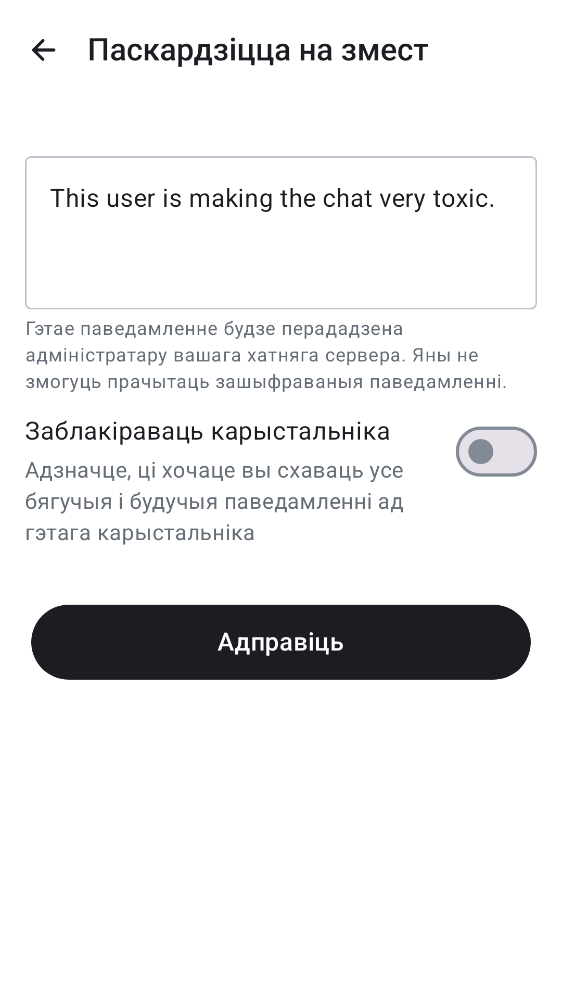 Паскардзіцца на змест
This user is making the chat very toxic.
Гэтае паведамленне будзе перададзена
адміністратару вашага хатняга сервера. Яны не
змогуць прачытаць зашыфраваныя паведамленні.
Заблакіраваць карыстальніка
Адзначце, ці хочаце вы схаваць усе
бягучыя і будучыя паведамленні ад
гэтага карыстальніка
Адправіць